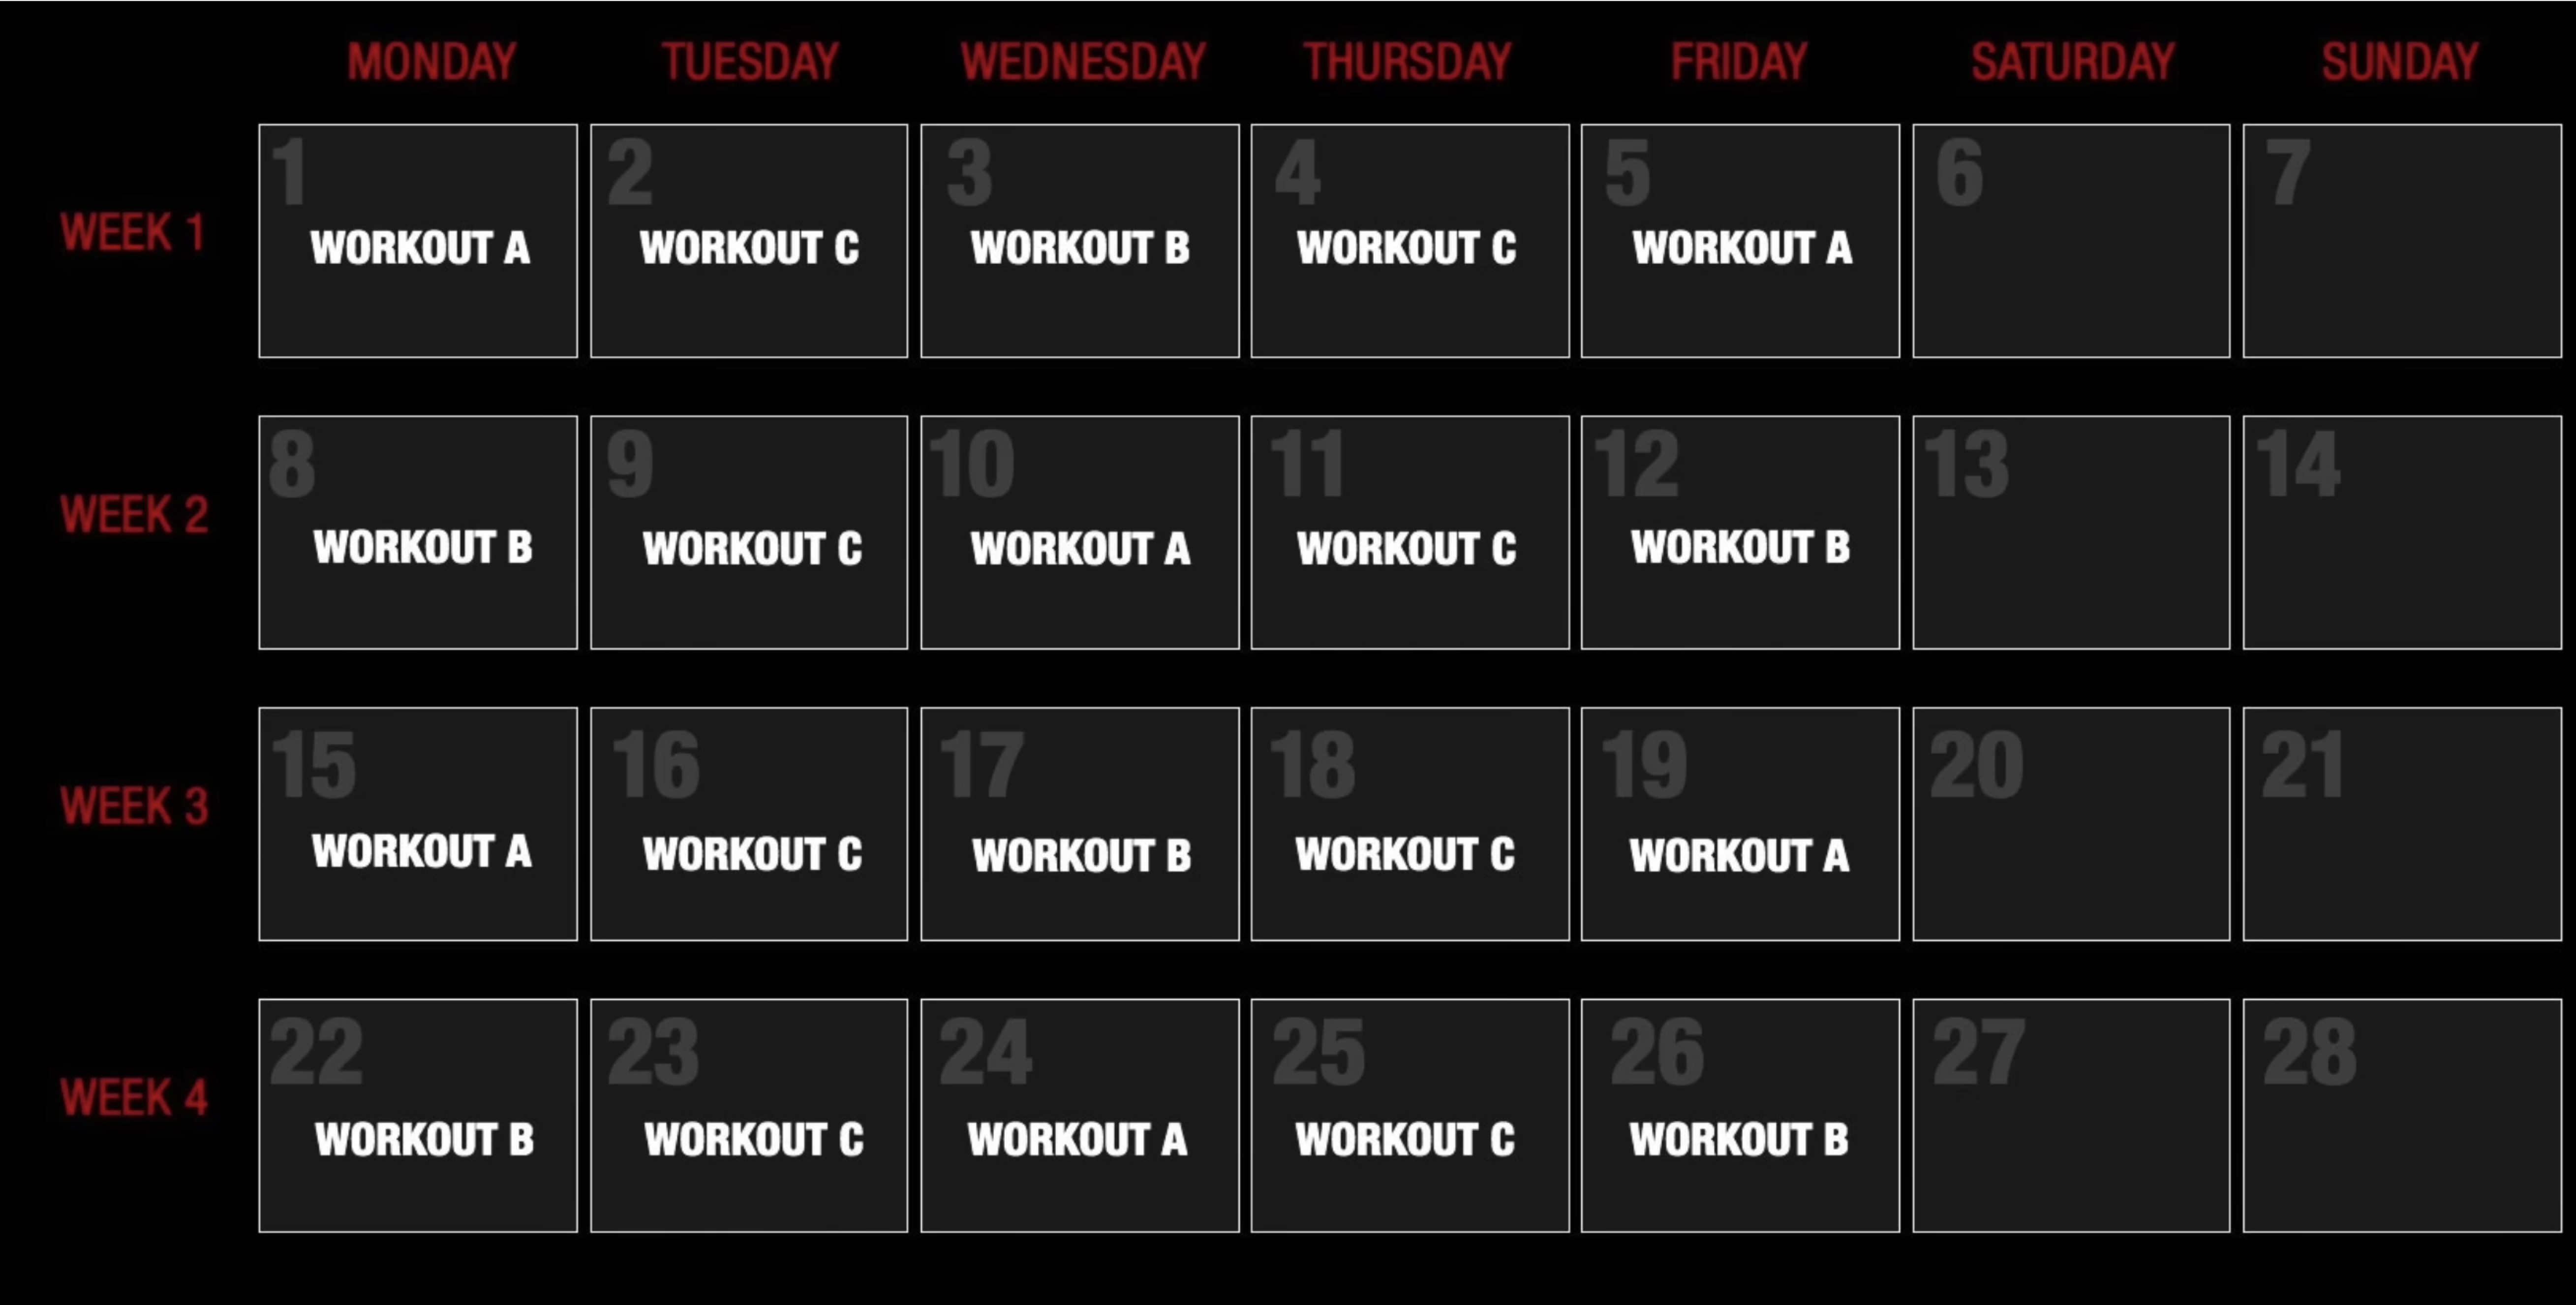 MONDAY TUESDAY WEDNESDAY THURSDAY FRIDAY SATURDAY SUNDAY
WEEK 1
1 2 3 4 5 6 7
WORKOUT A WORKOUT C WORKOUT B WORKOUT C WORKOUT A
WEEK 2
8 9 10 11 12 13 14
WORKOUT B WORKOUT C WORKOUT A WORKOUT C WORKOUT B
WEEK 3
15 16 17 18 19 20 21
WORKOUT A WORKOUT C WORKOUT B WORKOUT C WORKOUT A
WEEK 4
22 23 24 25 26 27 28
WORKOUT B WORKOUT C WORKOUT A WORKOUT C WORKOUT B